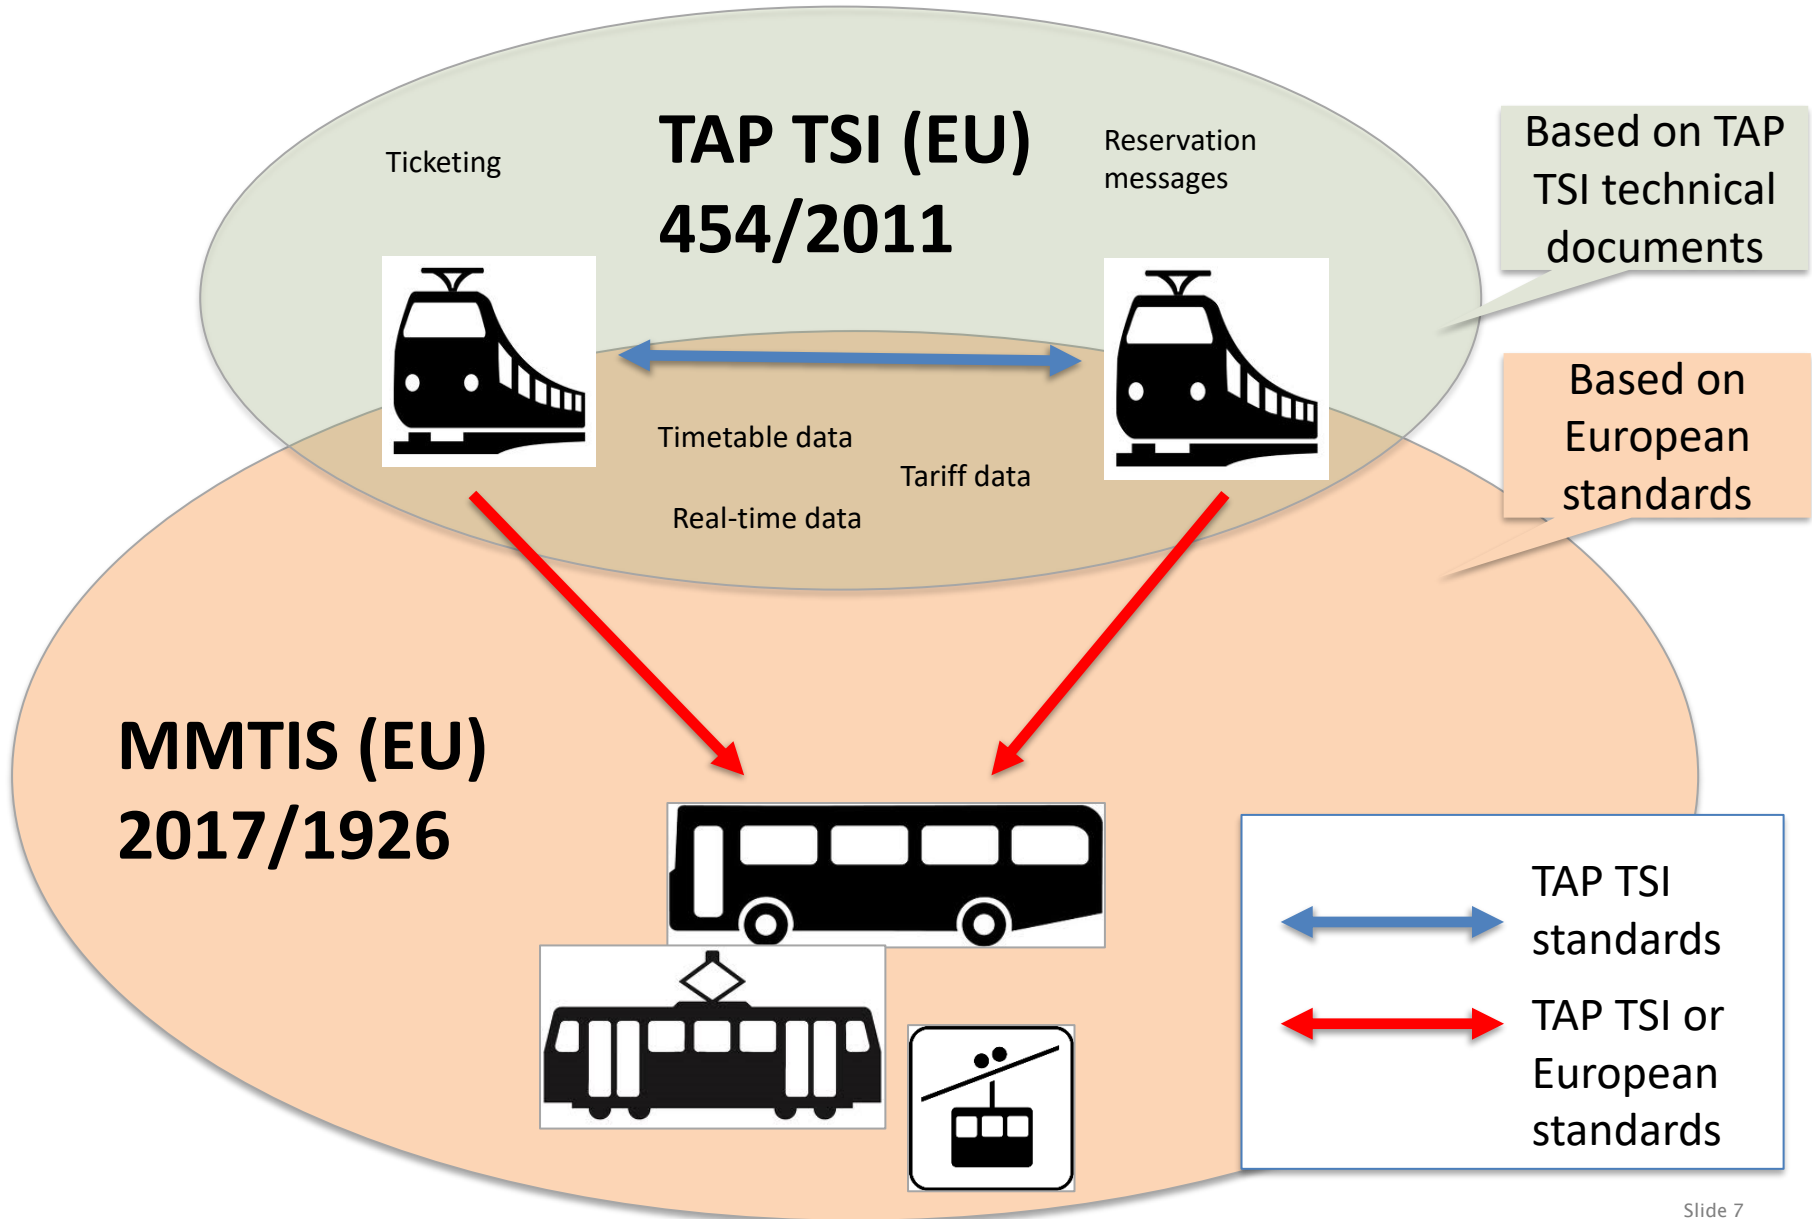 TAP TSI (EU)
454/2011
Ticketing
Reservation
messages
Based on TAP
TSI technical
documents
Based on
European
standards
Timetable data
Tariff data
Real-time data
MMTIS (EU)
2017/1926
TAP TSI
standards
TAP TSI or
European
standards
Slide 7